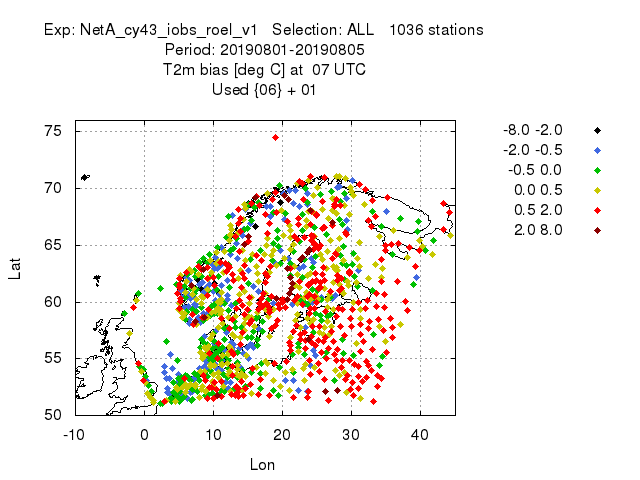 Exp: NetA_cy43_iobs_roel_v1   Selection: ALL   1036 stations
Period: 20190801-20190805
T2m bias [deg C] at  07 UTC
Used {06} + 01
75
70
65
60
55
50
Lat
-10 0 10 20 30 40
Lon
-8.0 -2.0
-2.0 -0.5
-0.5 0.0
0.0 0.5
0.5 2.0
2.0 8.0